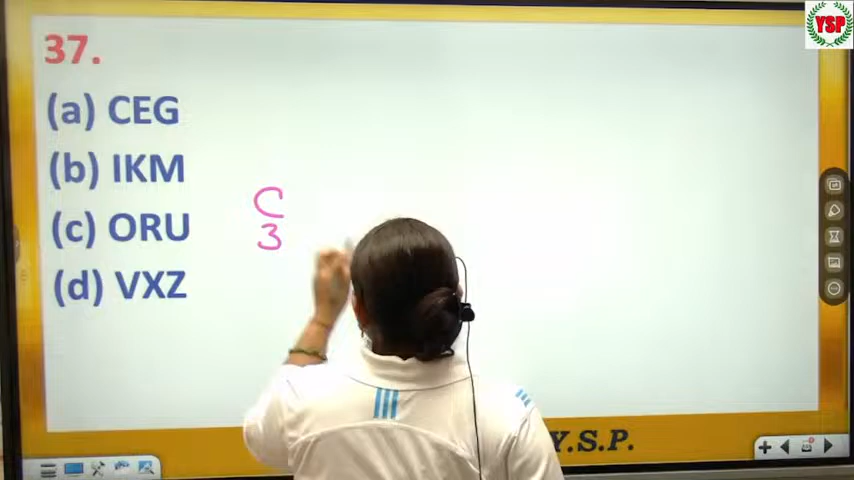 YSP
37.
(a) CEG
(b) IKM
(c) ORU
(d) VXZ
C
3
Y.S.P.